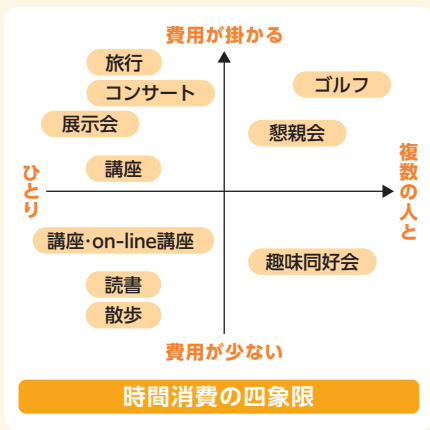 費用が掛かる
旅行
コンサート
ゴルフ
展示会
懇親会
講座
ひとり
複数の人と
講座・on-line講座
趣味同好会
読書
散歩
費用が少ない
時間消費の四象限